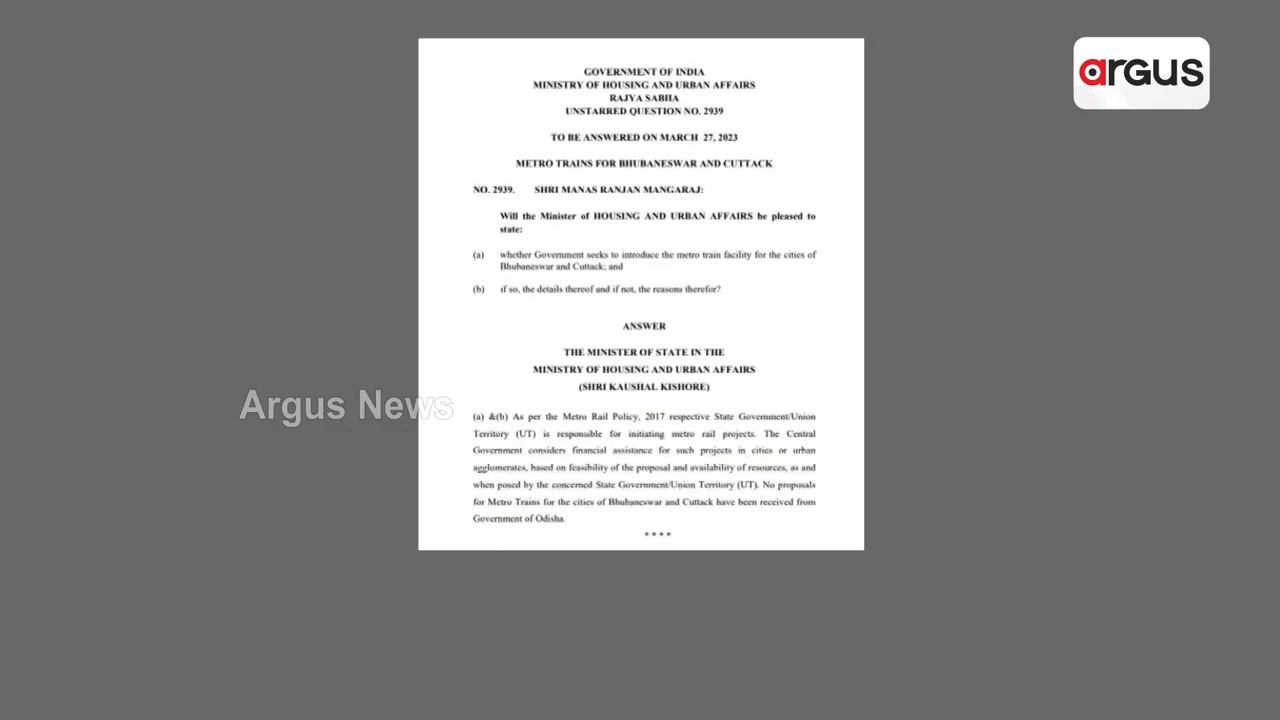 argus
GOVERNMENT OF INDIA
MINISTRY OF HOUSING AND URBAN AFFAIRS
RAJYA SABHA
UNSTARRED QUESTION NO. 2939
TO BE ANSWERED ON MARCH 27, 2023
METRO TRAINS FOR BHUBANESWAR AND CUTTACK
NO. 2939. SHRI MANAS RANJAN MANGARAJ:
Will the Minister of HOUSING AND URBAN AFFAIRS be pleased to
state:
(a) whether Government seeks to introduce the metro train facility for the cities of
Bhubaneswar and Cuttack; and
(b) if so, the details thereof and if not, the reasons therefor?
ANSWER
THE MINISTER OF STATE IN THE
MINISTRY OF HOUSING AND URBAN AFFAIRS
(SHRI KAUSHAL KISHORE)
Argus News
(a) &(b) As per the Metro Rail Policy, 2017 respective State Government/Union
Territory (UT) is responsible for initiating metro rail projects. The Central
Government considers financial assistance for such projects in cities or urban
agglomerates, based on feasibility of the proposal and availability of resources, as and
when posed by the concerned State Government/Union Territory (UT). No proposals
for Metro Trains for the cities of Bhubaneswar and Cuttack have been received from
Government of Odisha.
* * * *